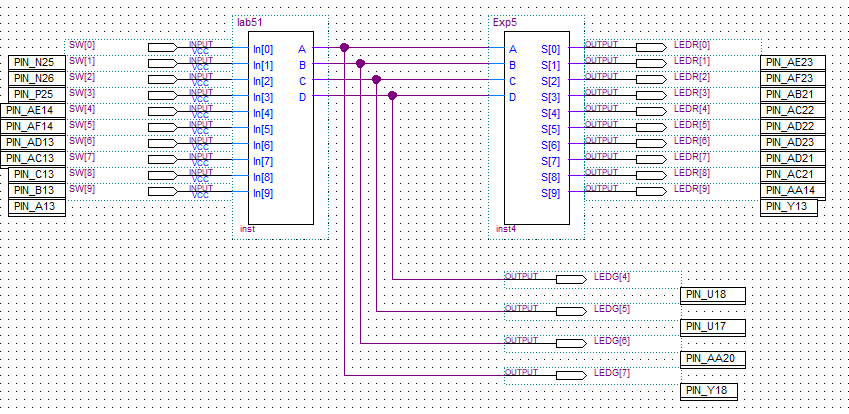 lab51 Exp5
SW[0] INPUT VCC In[0] A A S[0] OUTPUT LEDR[0]
PIN_N25 SW[1] INPUT VCC In[1] B B S[1] OUTPUT LEDR[1] PIN_AE23
PIN_N26 SW[2] INPUT VCC In[2] C C S[2] OUTPUT LEDR[2] PIN_AF23
PIN_P25 SW[3] INPUT VCC In[3] D D S[3] OUTPUT LEDR[3] PIN_AB21
PIN_AE14 SW[4] INPUT VCC In[4] S[4] OUTPUT LEDR[4] PIN_AC22
PIN_AF14 SW[5] INPUT VCC In[5] S[5] OUTPUT LEDR[5] PIN_AD22
PIN_AD13 SW[6] INPUT VCC In[6] S[6] OUTPUT LEDR[6] PIN_AD23
PIN_AC13 SW[7] INPUT VCC In[7] S[7] OUTPUT LEDR[7] PIN_AD21
PIN_C13 SW[8] INPUT VCC In[8] S[8] OUTPUT LEDR[8] PIN_AC21
PIN_B13 SW[9] INPUT VCC In[9] S[9] OUTPUT LEDR[9] PIN_AA14
PIN_A13 PIN_Y13
inst inst4
OUTPUT LEDG[4]
PIN_U18
OUTPUT LEDG[5]
PIN_U17
OUTPUT LEDG[6]
PIN_AA20
OUTPUT LEDG[7]
PIN_Y18